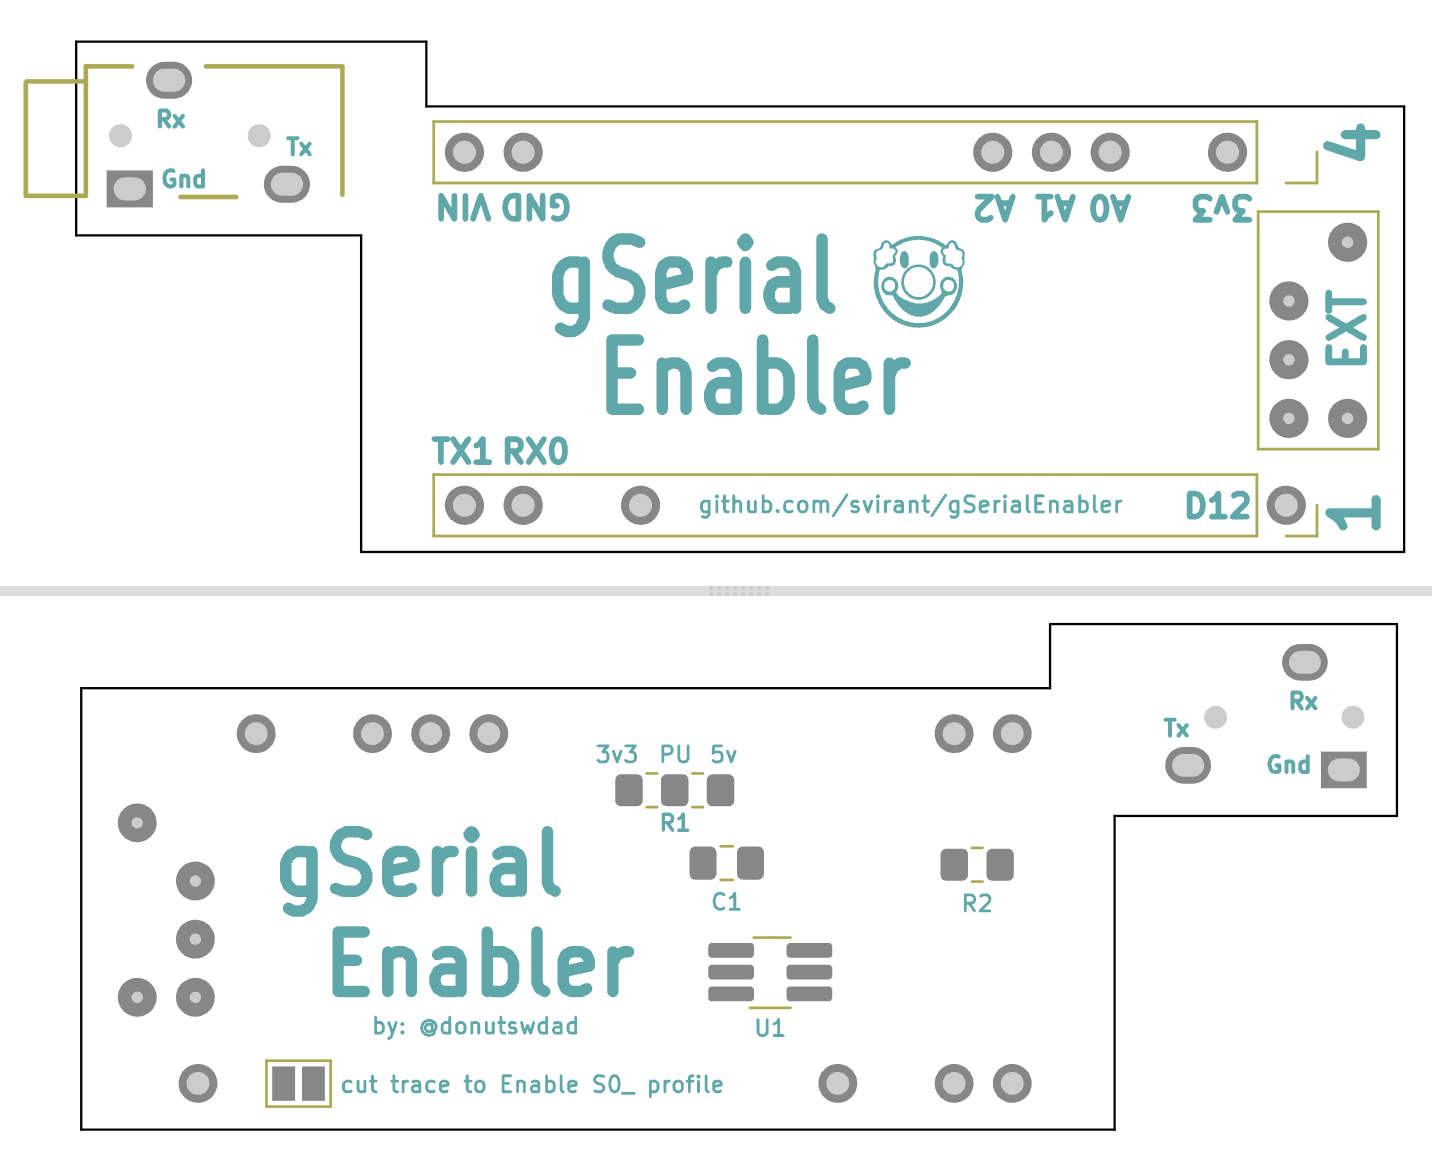 Rx
Tx
Gnd
4
VIN GND A2 A1 A0 3v3
gSerial
Enabler
EXT
TX1 RX0
github.com/svirant/gSerialEnabler D12
1
Rx
Tx
Gnd
3v3 PU 5v
R1
gSerial
Enabler
C1
R2
by: @donutswdad
U1
cut trace to Enable S0_ profile